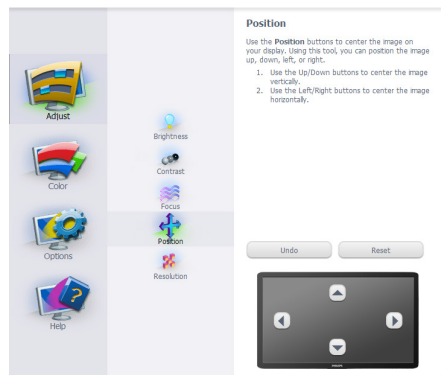 Position
Use the Position buttons to center the image on
your display. Using this tool, you can position the image
up, down, left, or right.
1. Use the Up/Down buttons to center the image
vertically.
2. Use the Left/Right buttons to center the image
horizontally.
Adjust
Color
Options
Help
Brightness
Contrast
Focus
Position
Resolution
Undo
Reset
PHILIPS